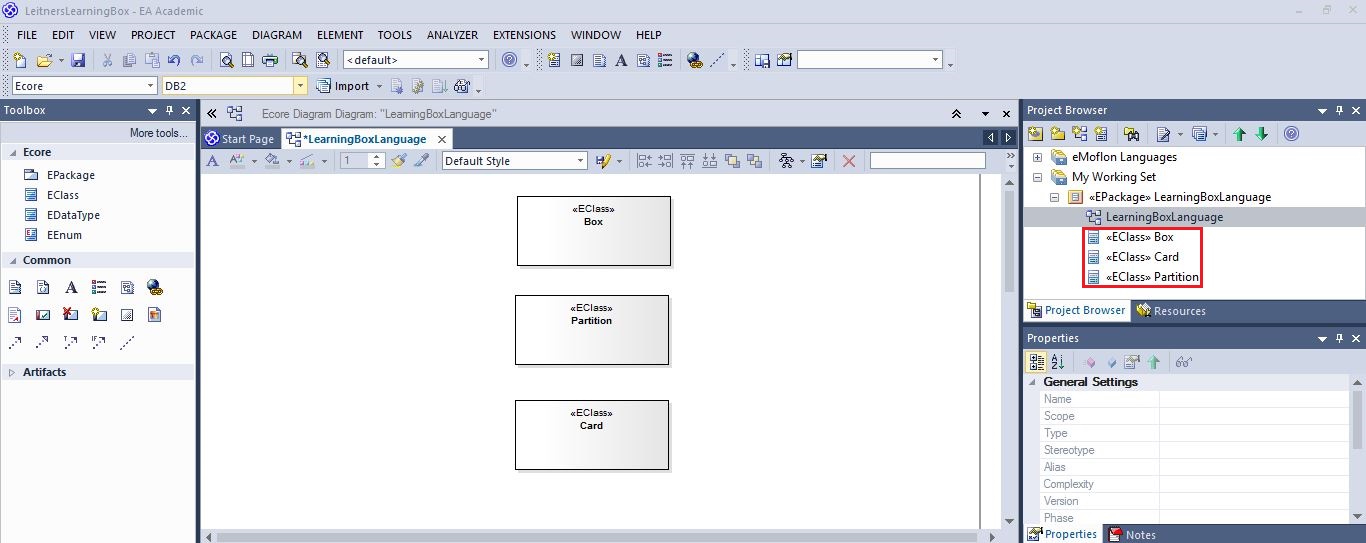 LeitnersLearningBox - EA Academic
FILE EDIT VIEW PROJECT PACKAGE DIAGRAM ELEMENT TOOLS ANALYZER EXTENSIONS WINDOW HELP
<default>
Ecore DB2 Import
Toolbox
More tools...
Ecore
EPackage
EClass
EDataType
EEnum
Common
Artifacts
Ecore Diagram Diagram: "LearningBoxLanguage"
Start Page *LearningBoxLanguage
1 Default Style
«EClass»
Box
«EClass»
Partition
«EClass»
Card
Project Browser
eMoflon Languages
My Working Set
«EPackage» LearningBoxLanguage
LearningBoxLanguage
«EClass» Box
«EClass» Card
«EClass» Partition
Project Browser Resources
Properties
General Settings
Name
Scope
Type
Stereotype
Alias
Complexity
Version
Phase
Properties Notes